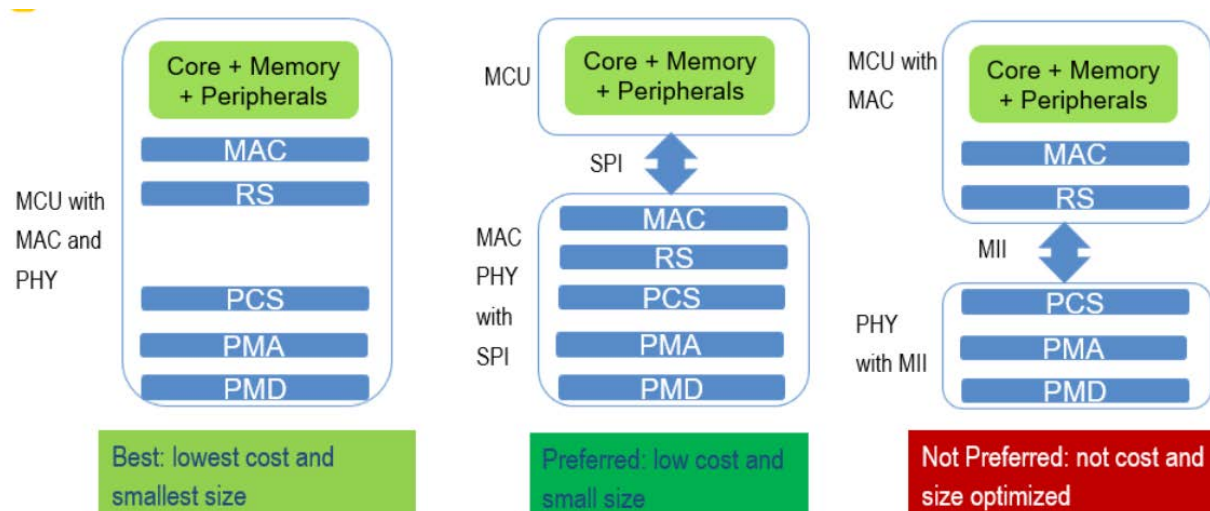 MCU with
MAC and
PHY
Core + Memory
+ Peripherals
MAC
RS
PCS
PMA
PMD
Best: lowest cost and
smallest size
MCU
Core + Memory
+ Peripherals
SPI
MAC
PHY
with
SPI
MAC
RS
PCS
PMA
PMD
Preferred: low cost and
small size
MCU with
MAC
Core + Memory
+ Peripherals
MAC
RS
MII
PHY
with MII
PCS
PMA
PMD
Not Preferred: not cost and
size optimized